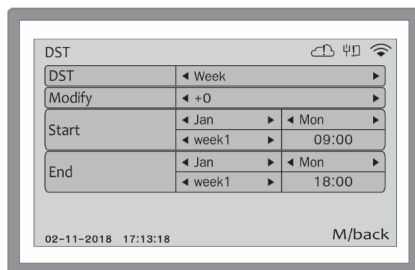 DST
DST ◀ Week ▶
Modify ◀ +0 ▶
Start ◀ Jan ▶ ◀ Mon ▶
◀ week1 ▶ 09:00
End ◀ Jan ▶ ◀ Mon ▶
◀ week1 ▶ 18:00
02-11-2018 17:13:18 M/back